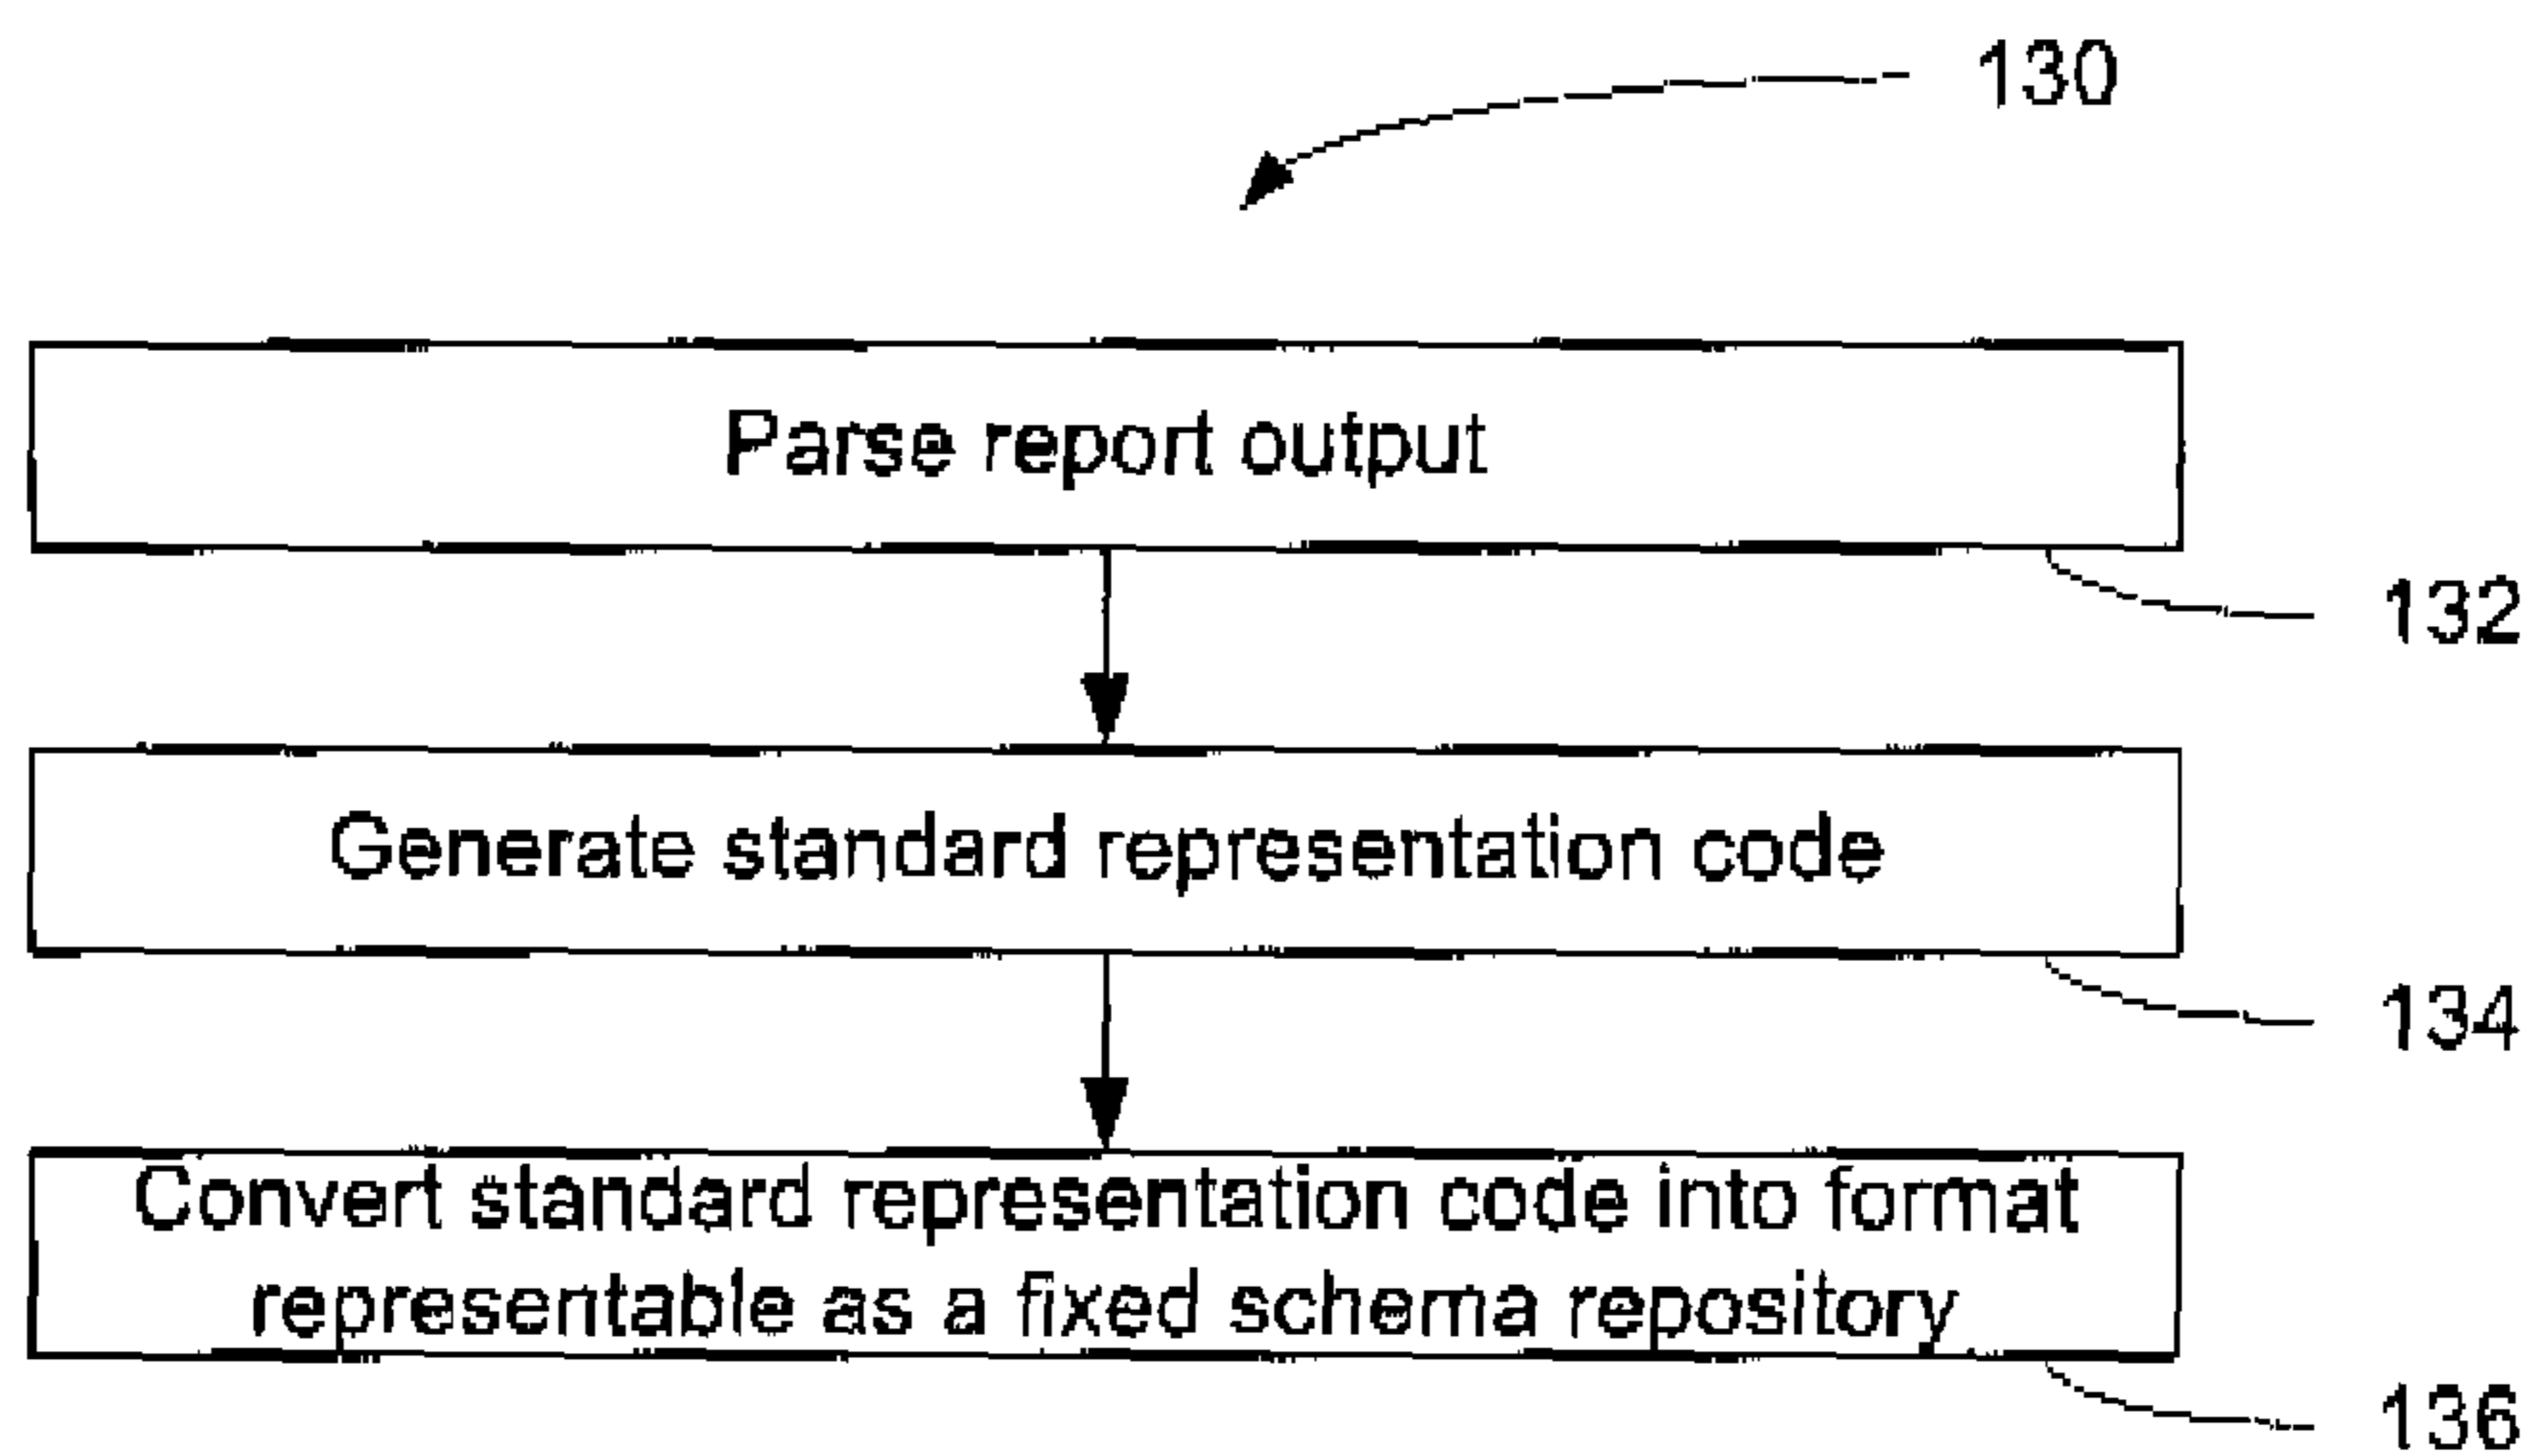 130
Parse report output
132
Generate standard representation code
134
Convert standard representation code into format
representable as a fixed schema repository
136